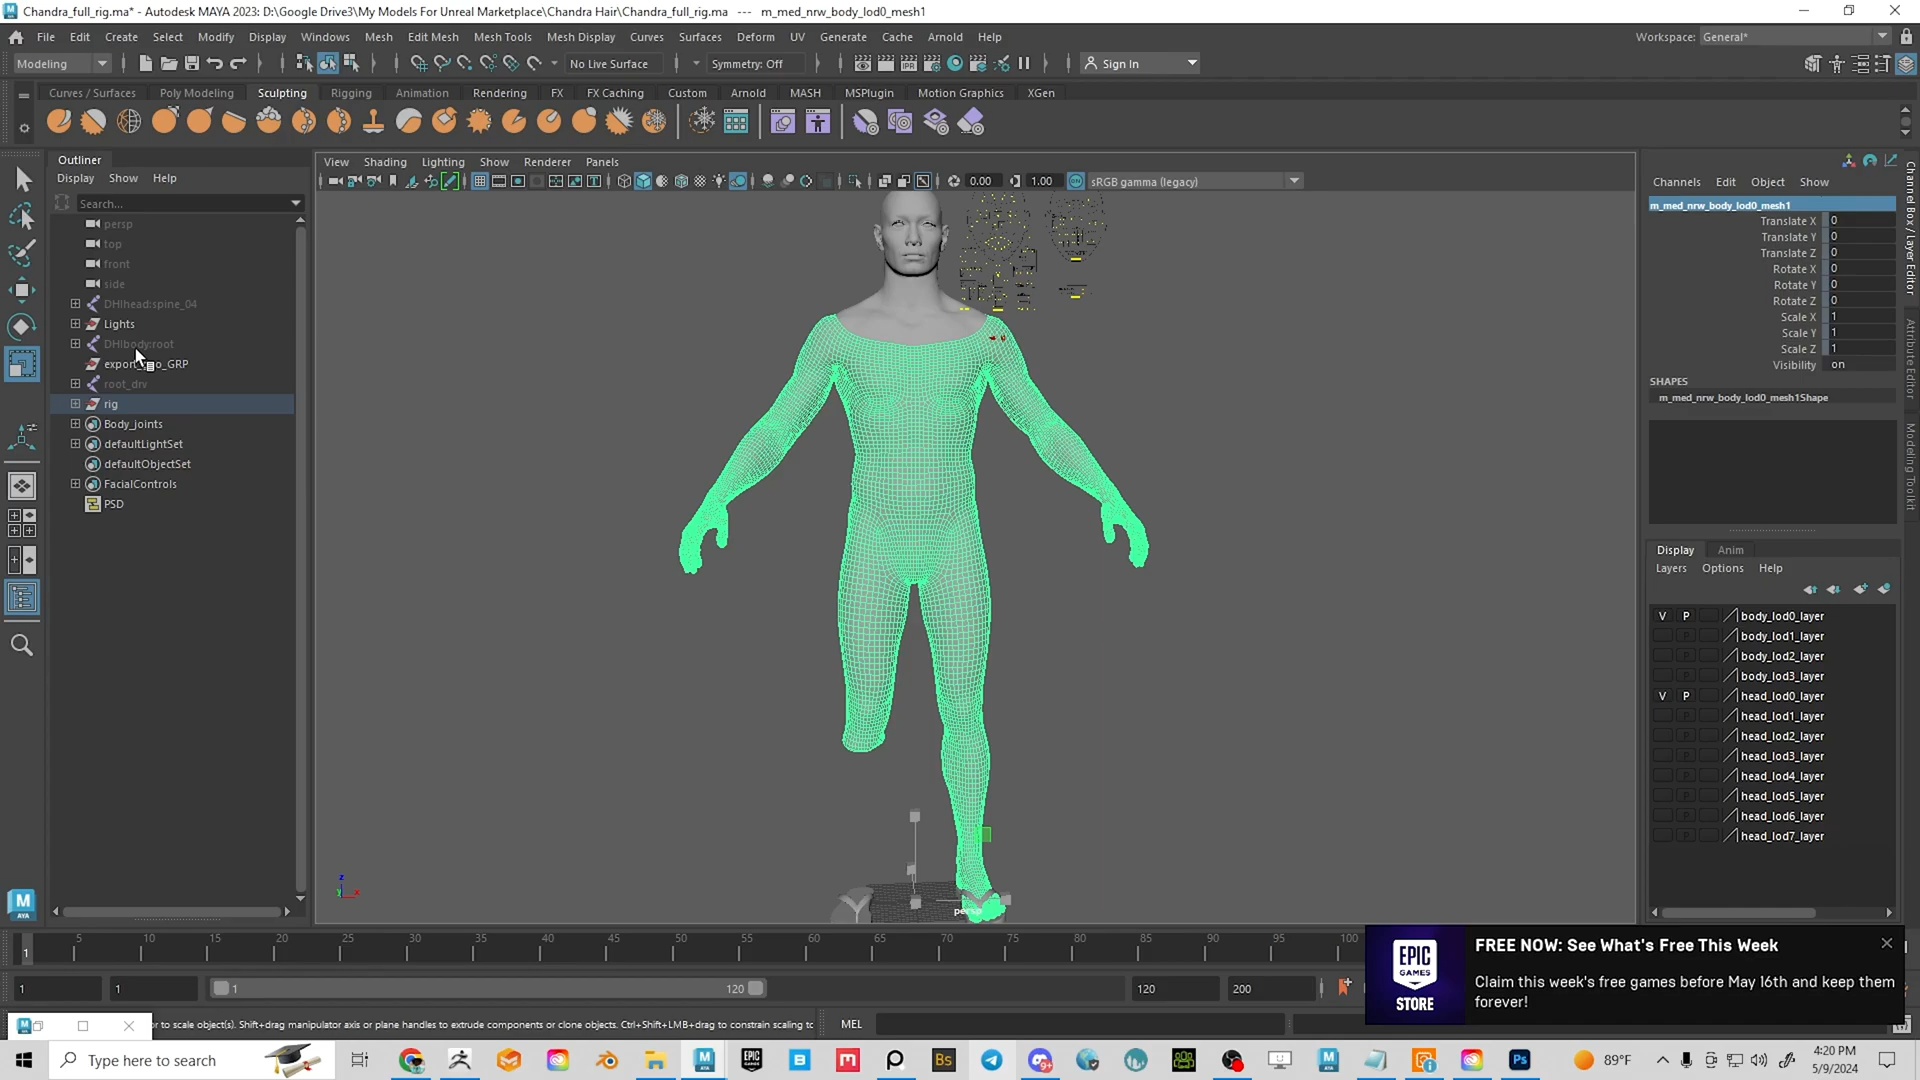 Chandra_full_rig.ma* - Autodesk MAYA 2023: D:\Google Drive3\My Models For Unreal Marketplace\Chandra Hair\Chandra_full_rig.ma --- m_med_nrw_body_lod0_mesh1
File Edit Create Select Modify Display Windows Mesh Edit Mesh Mesh Tools Mesh Display Curves Surfaces Deform UV Generate Cache Arnold Help
Workspace: General*
Modeling
No Live Surface
Symmetry: Off
Sign In
Curves / Surfaces Poly Modeling Sculpting Rigging Animation Rendering FX FX Caching Custom Arnold MASH MSPlugin Motion Graphics XGen
Outliner
Display Show Help
Search...
persp
top
front
side
DHIhead:spine_04
Lights
DHIbody:root
root_drv
rig
Body_joints
defaultLightSet
defaultObjectSet
FacialControls
PSD
View Shading Lighting Show Renderer Panels
0.00 1.00 sRGB gamma (legacy)
persp
Channels Edit Object Show
m_med_nrw_body_lod0_mesh1
Translate X 0
Translate Y 0
Translate Z 0
Rotate X 0
Rotate Y 0
Rotate Z 0
Scale X 1
Scale Y 1
Scale Z 1
Visibility on
SHAPES
m_med_nrw_body_lod0_mesh1Shape
Display Anim
Layers Options Help
V P body_lod0_layer
P body_lod1_layer
P body_lod2_layer
P body_lod3_layer
V P head_lod0_layer
P head_lod1_layer
P head_lod2_layer
P head_lod3_layer
P head_lod4_layer
P head_lod5_layer
P head_lod6_layer
P head_lod7_layer
Channel Box / Layer Editor
Attribute Editor
Modeling Toolkit
1 5 10 15 20 25 30 35 40 45 50 55 60 65 70 75 80 85 90 95 100
1 1 1 120 120 200
or to scale object(s). Shift+drag manipulator axis or plane handles to extrude components or clone objects. Ctrl+Shift+LMB+drag to constrain scaling to
MEL
EPIC GAMES STORE
FREE NOW: See What's Free This Week
Claim this week's free games before May 16th and keep them forever!
Type here to search
89°F
4:20 PM
5/9/2024